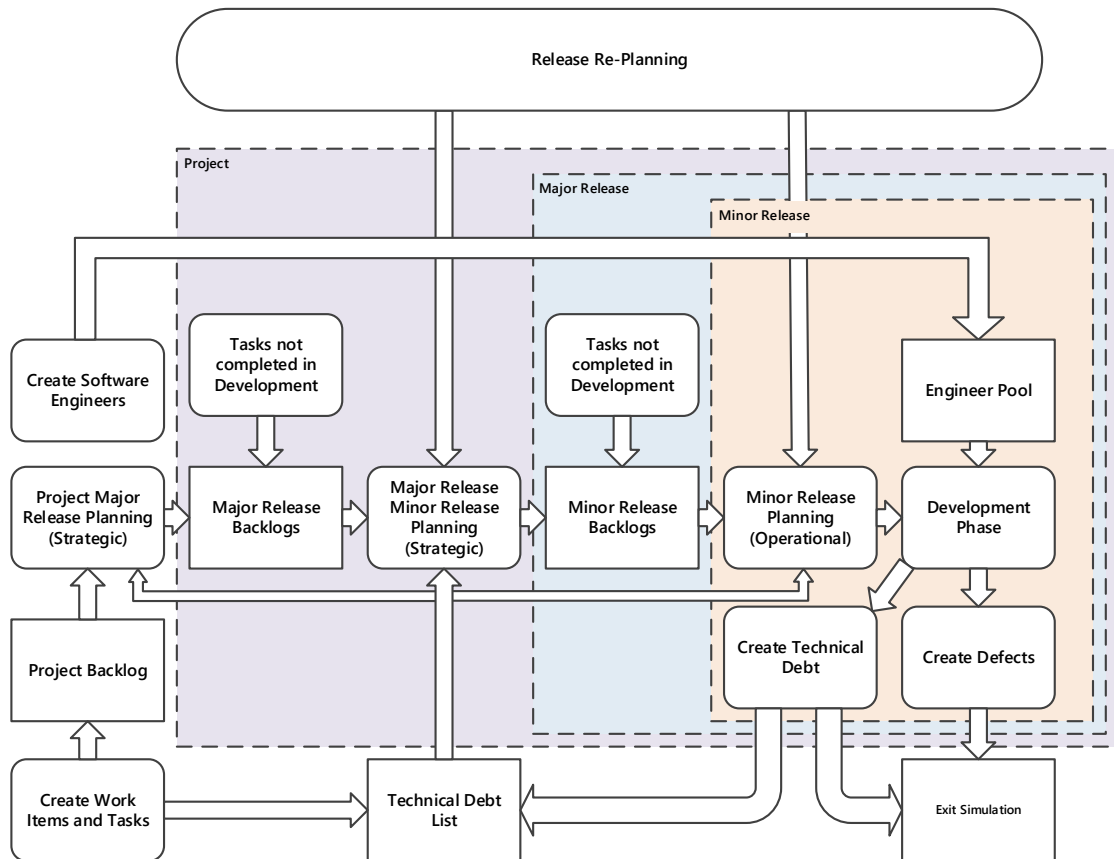 Release Re-Planning
Project
Major Release
Minor Release
Tasks not
completed in
Development
Tasks not
completed in
Development
Create Software
Engineers
Engineer Pool
Project Major
Release Planning
(Strategic)
Major Release
Backlogs
Major Release
Minor Release
Planning
(Strategic)
Minor Release
Backlogs
Minor Release
Planning
(Operational)
Development
Phase
Project Backlog
Create Technical
Debt
Create Defects
Create Work
Items and Tasks
Technical Debt
List
Exit Simulation